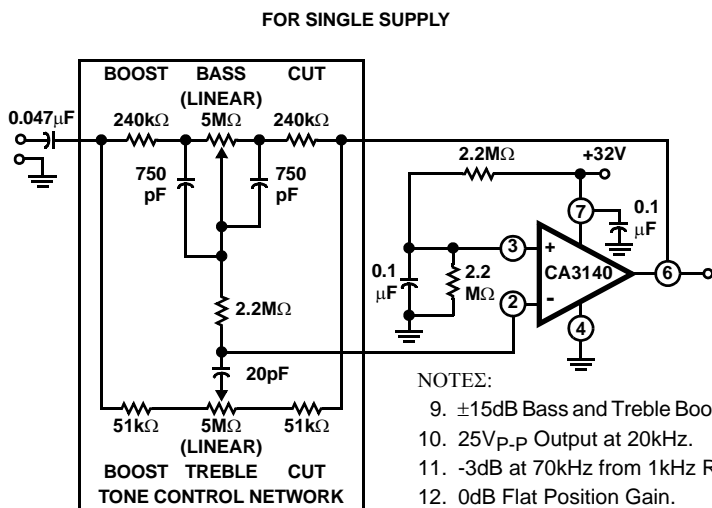 FOR SINGLE SUPPLY
BOOST BASS CUT
(LINEAR)
0.047μF
240kΩ 5MΩ 240kΩ
750 pF
750 pF
2.2MΩ
+32V
7
0.1 μF
3
+
CA3140
6
0.1 μF
2.2 MΩ
2
-
4
2.2MΩ
20pF
51kΩ 5MΩ 51kΩ
(LINEAR)
BOOST TREBLE CUT
TONE CONTROL NETWORK
NOTEΣ:
9. ±15dB Bass and Treble Boo
10. 25VP-P Output at 20kHz.
11. -3dB at 70kHz from 1kHz R
12. 0dB Flat Position Gain.